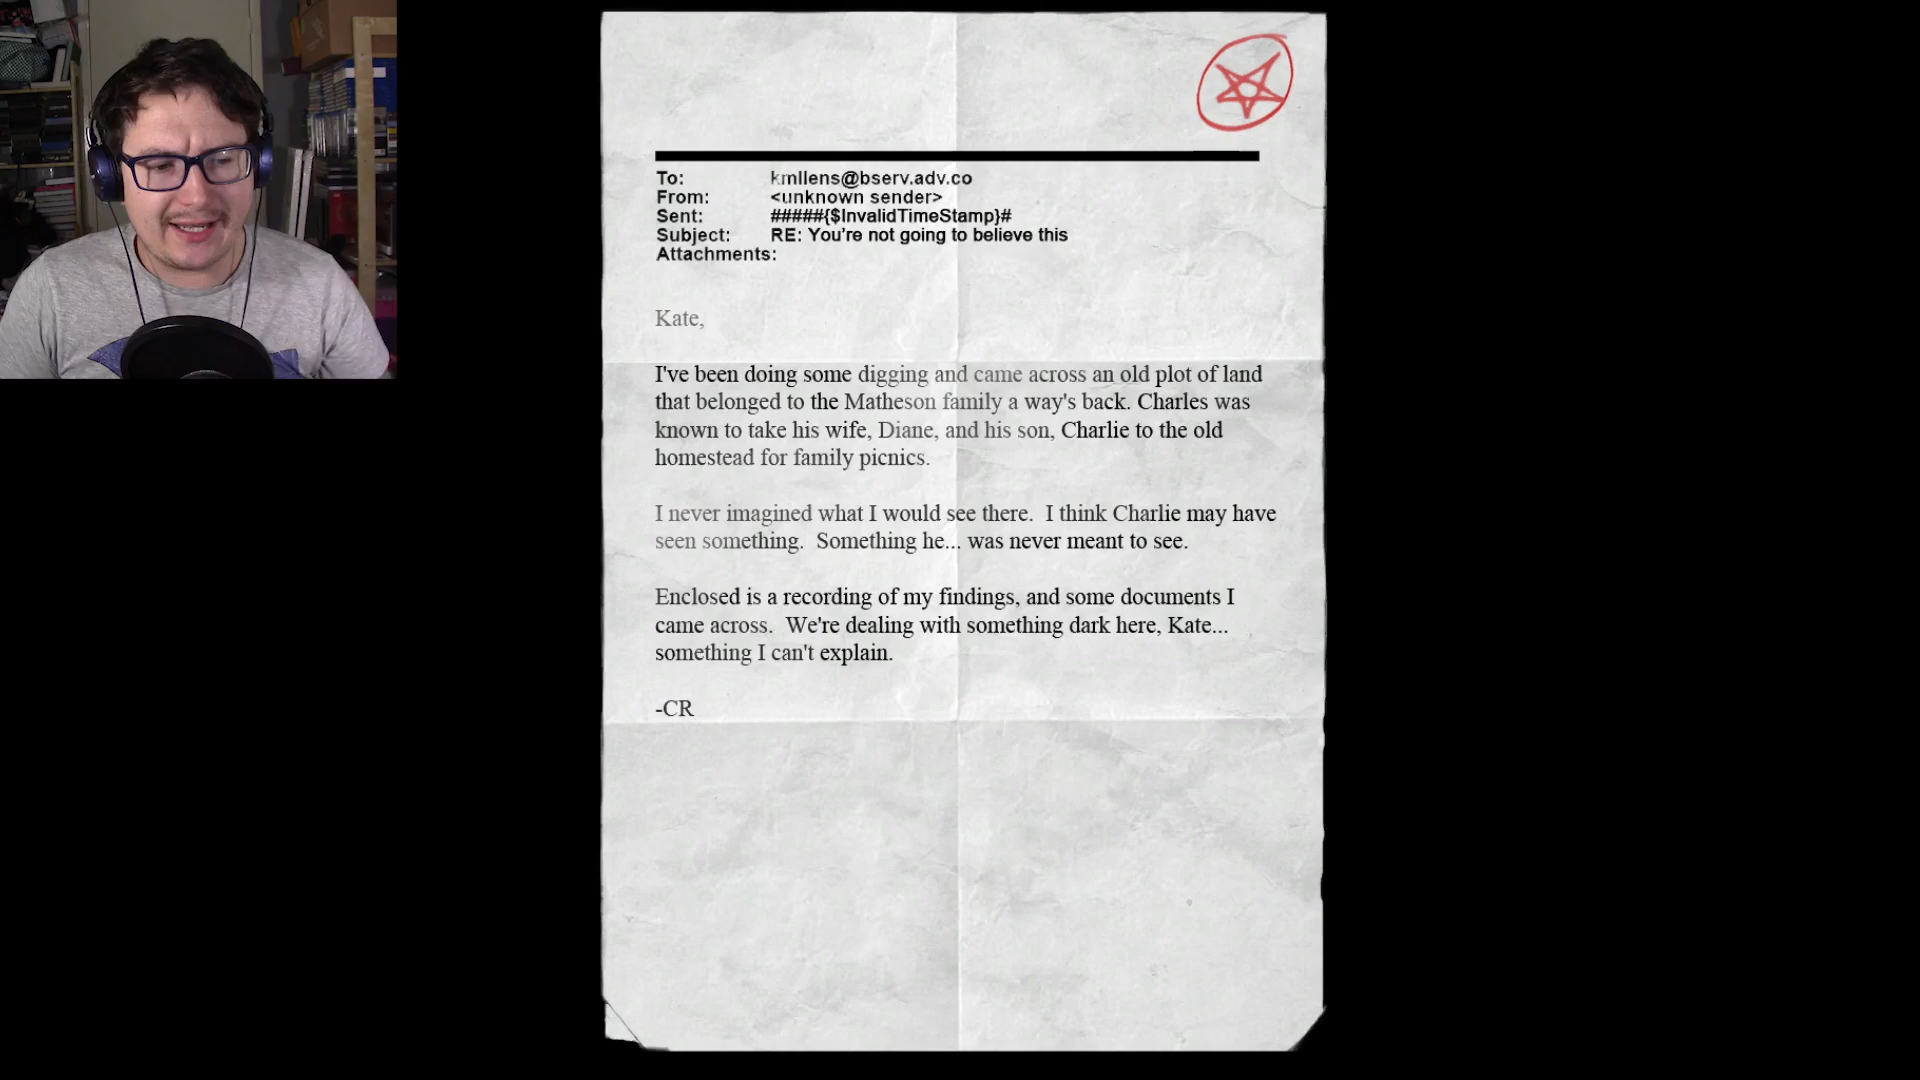 To: kmllens@bserv.adv.co
From: <unknown sender>
Sent: #####{$InvalidTimeStamp}#
Subject: RE: You're not going to believe this
Attachments:
Kate,
I've been doing some digging and came across an old plot of land
that belonged to the Matheson family a way's back. Charles was
known to take his wife, Diane, and his son, Charlie to the old
homestead for family picnics.
I never imagined what I would see there.  I think Charlie may have
seen something.  Something he... was never meant to see.
Enclosed is a recording of my findings, and some documents I
came across.  We're dealing with something dark here, Kate...
something I can't explain.
-CR